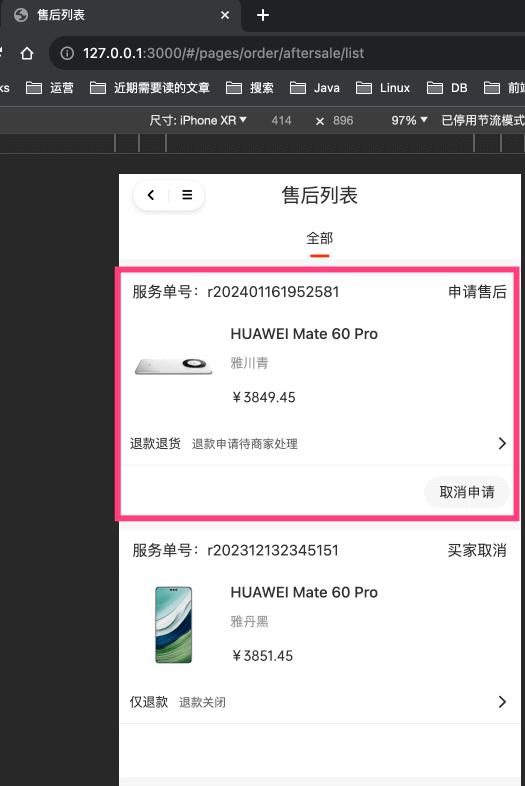 售后列表
127.0.0.1:3000/#/pages/order/aftersale/list
ks 运营 近期需要读的文章 搜索 Java Linux DB 前端
尺寸: iPhone XR 414 × 896 97% 已停用节流模式
售后列表
全部
服务单号：r202401161952581 申请售后
HUAWEI Mate 60 Pro
雅川青
￥3849.45
退款退货 退款申请待商家处理
取消申请
服务单号：r202312132345151 买家取消
HUAWEI Mate 60 Pro
雅丹黑
￥3851.45
仅退款 退款关闭